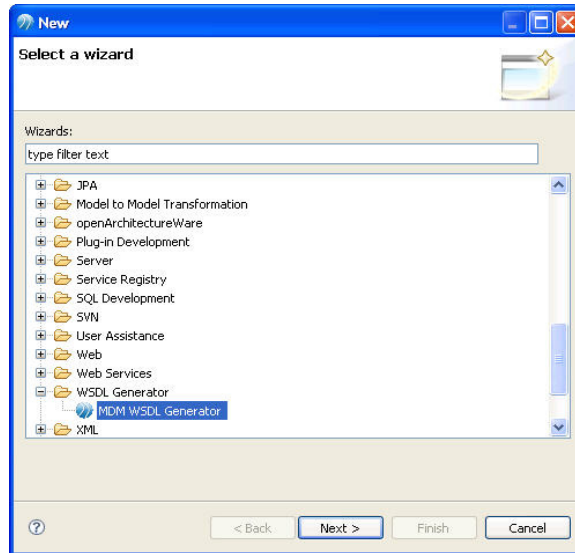 New
Select a wizard
Wizards:
type filter text
JPA
Model to Model Transformation
openArchitectureWare
Plug-in Development
Server
Service Registry
SQL Development
SVN
User Assistance
Web
Web Services
WSDL Generator
MDM WSDL Generator
XML
? < Back Next > Finish Cancel